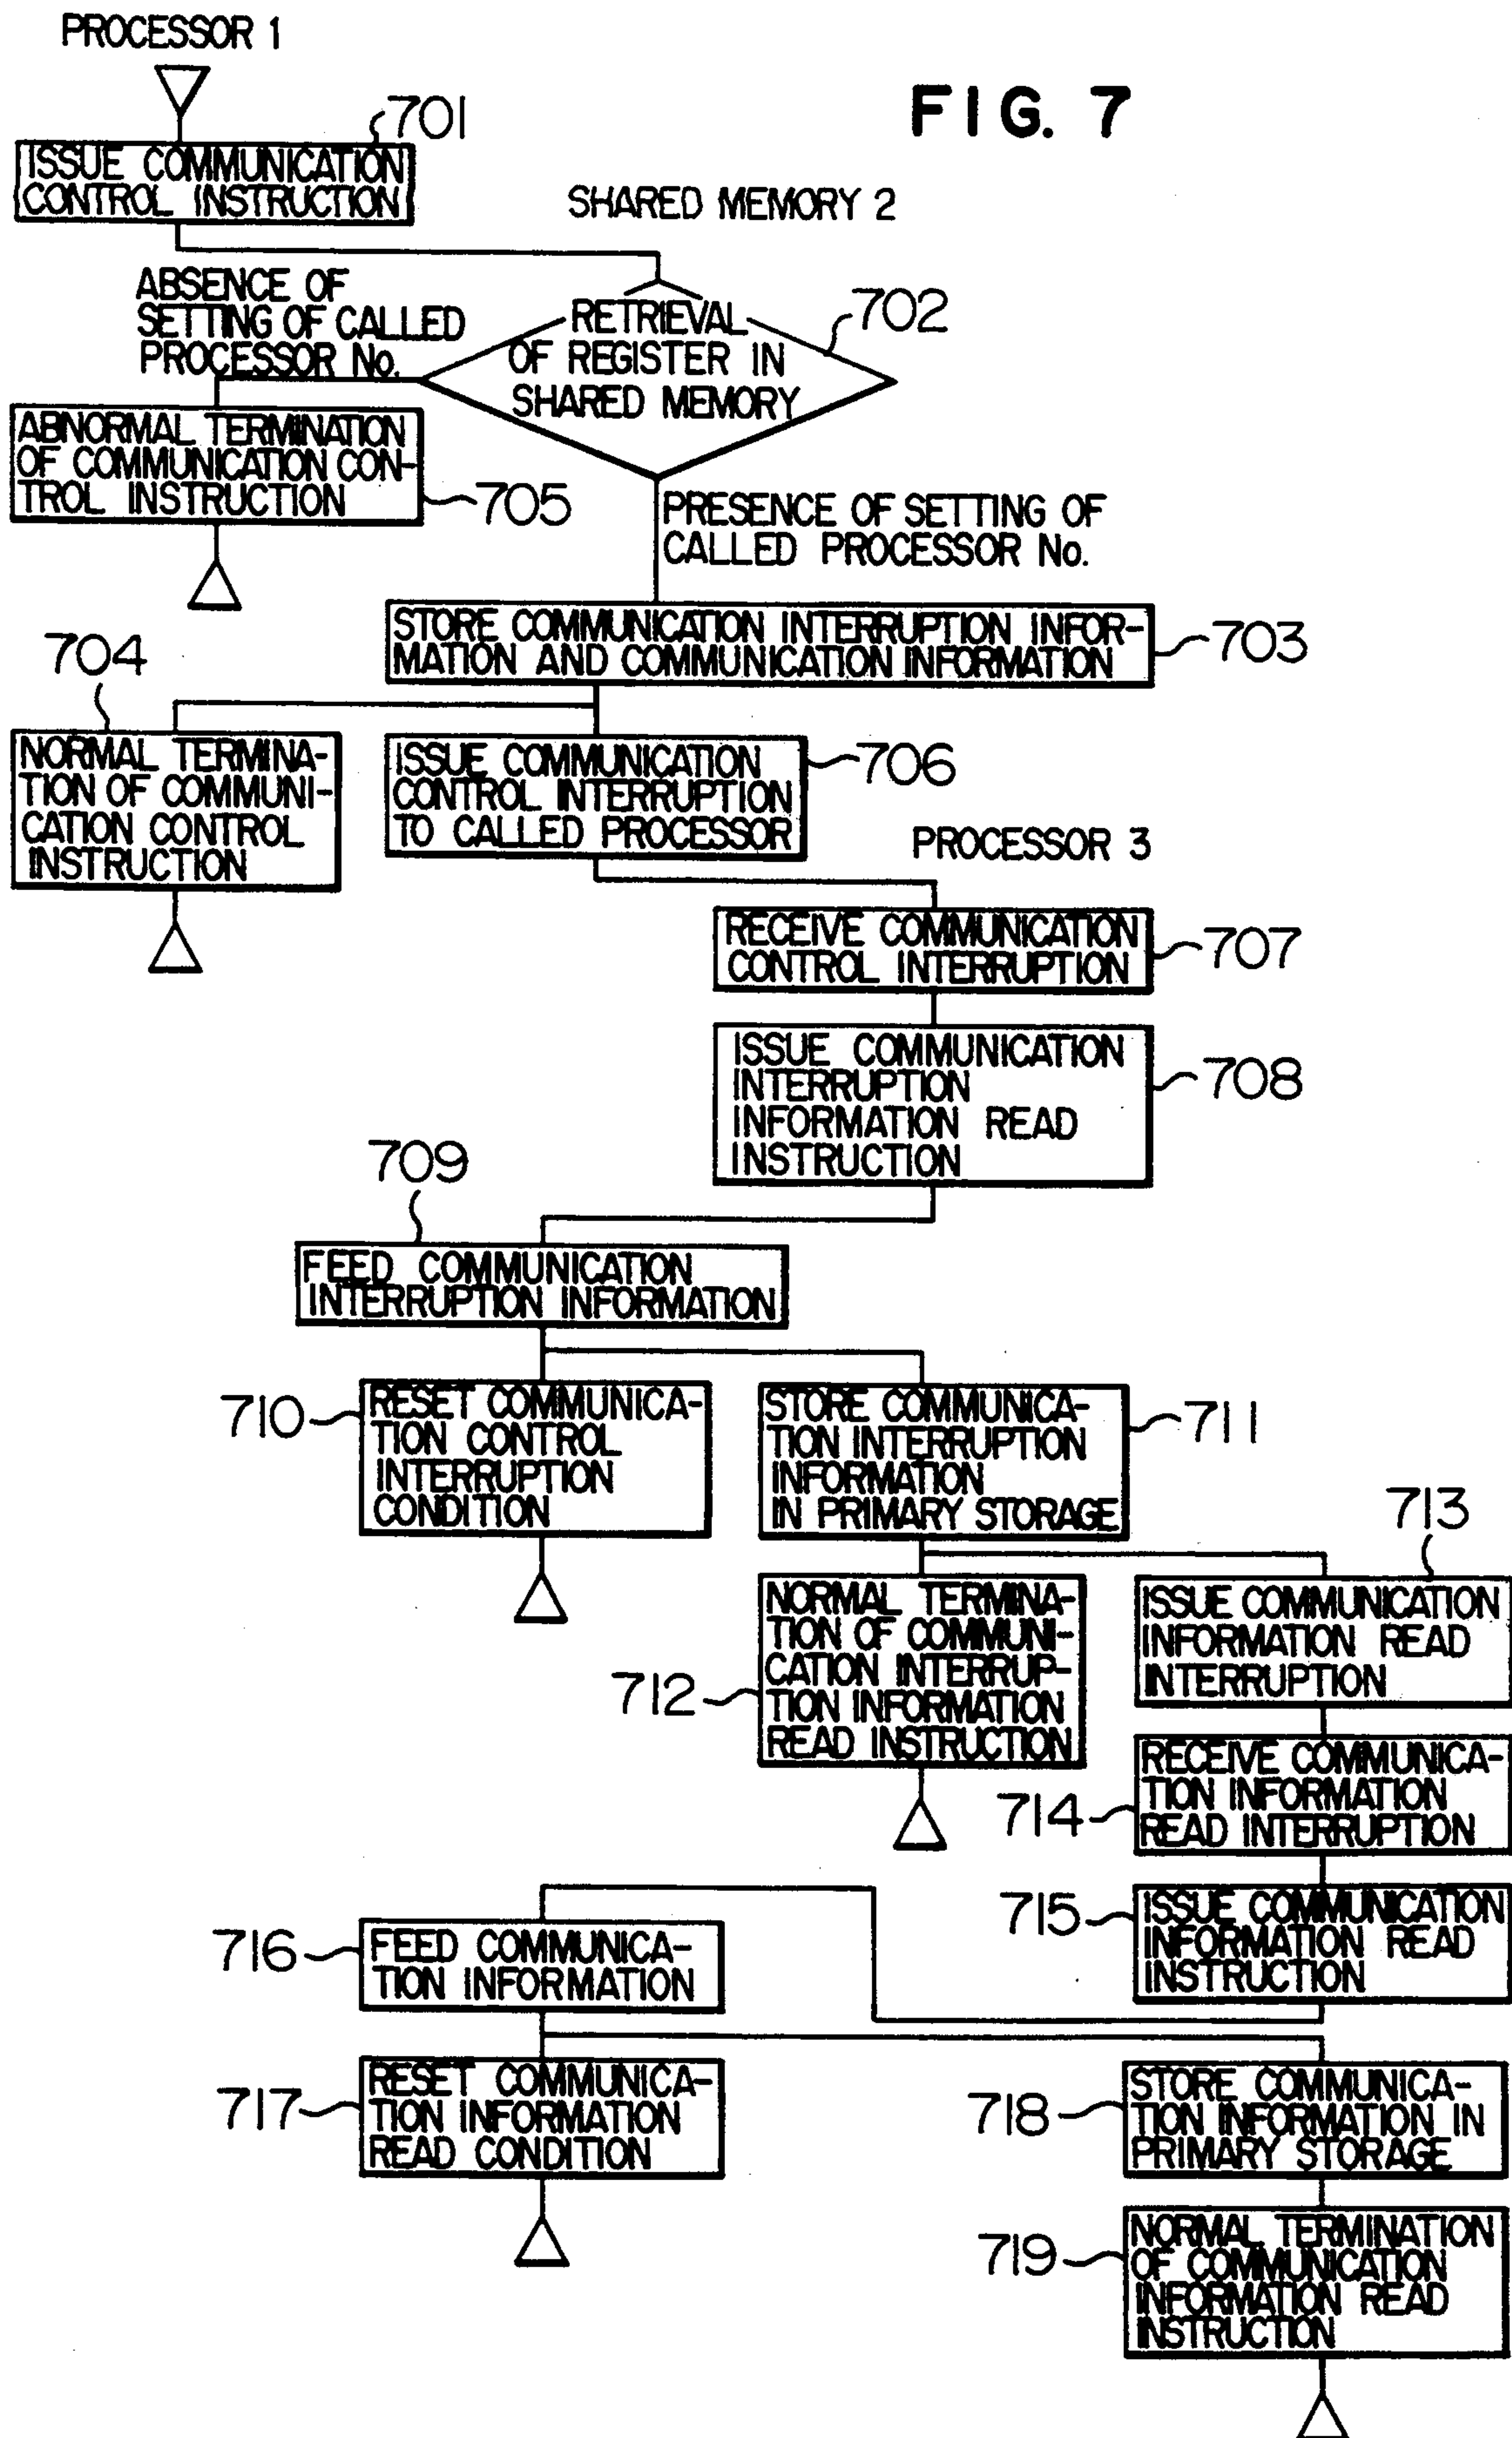 PROCESSOR 1
FIG. 7
701
ISSUE COMMUNICATION
CONTROL INSTRUCTION
SHARED MEMORY 2
ABSENCE OF
SETTING OF CALLED
PROCESSOR No.
RETRIEVAL
OF REGISTER IN
SHARED MEMORY
702
ABNORMAL TERMINATION
OF COMMUNICATION CON-
TROL INSTRUCTION
705
PRESENCE OF SETTING OF
CALLED PROCESSOR No.
STORE COMMUNICATION INTERRUPTION INFOR-
MATION AND COMMUNICATION INFORMATION
703
704
NORMAL TERMINA-
TION OF COMMUNI-
CATION CONTROL
INSTRUCTION
ISSUE COMMUNICATION
CONTROL INTERRUPTION
TO CALLED PROCESSOR
706
PROCESSOR 3
RECEIVE COMMUNICATION
CONTROL INTERRUPTION
707
ISSUE COMMUNICATION
INTERRUPTION
INFORMATION READ
INSTRUCTION
708
709
FEED COMMUNICATION
INTERRUPTION INFORMATION
710
RESET COMMUNICA-
TION CONTROL
INTERRUPTION
CONDITION
STORE COMMUNICA-
TION INTERRUPTION
INFORMATION
IN PRIMARY STORAGE
711
712
NORMAL TERMINA-
TION OF COMMUNI-
CATION INTERRUP-
TION INFORMATION
READ INSTRUCTION
713
ISSUE COMMUNICATION
INFORMATION READ
INTERRUPTION
714
RECEIVE COMMUNICA-
TION INFORMATION
READ INTERRUPTION
715
ISSUE COMMUNICATION
INFORMATION READ
INSTRUCTION
716
FEED COMMUNICA-
TION INFORMATION
717
RESET COMMUNICA-
TION INFORMATION
READ CONDITION
718
STORE COMMUNICA-
TION INFORMATION IN
PRIMARY STORAGE
719
NORMAL TERMINATION
OF COMMUNICATION
INFORMATION READ
INSTRUCTION